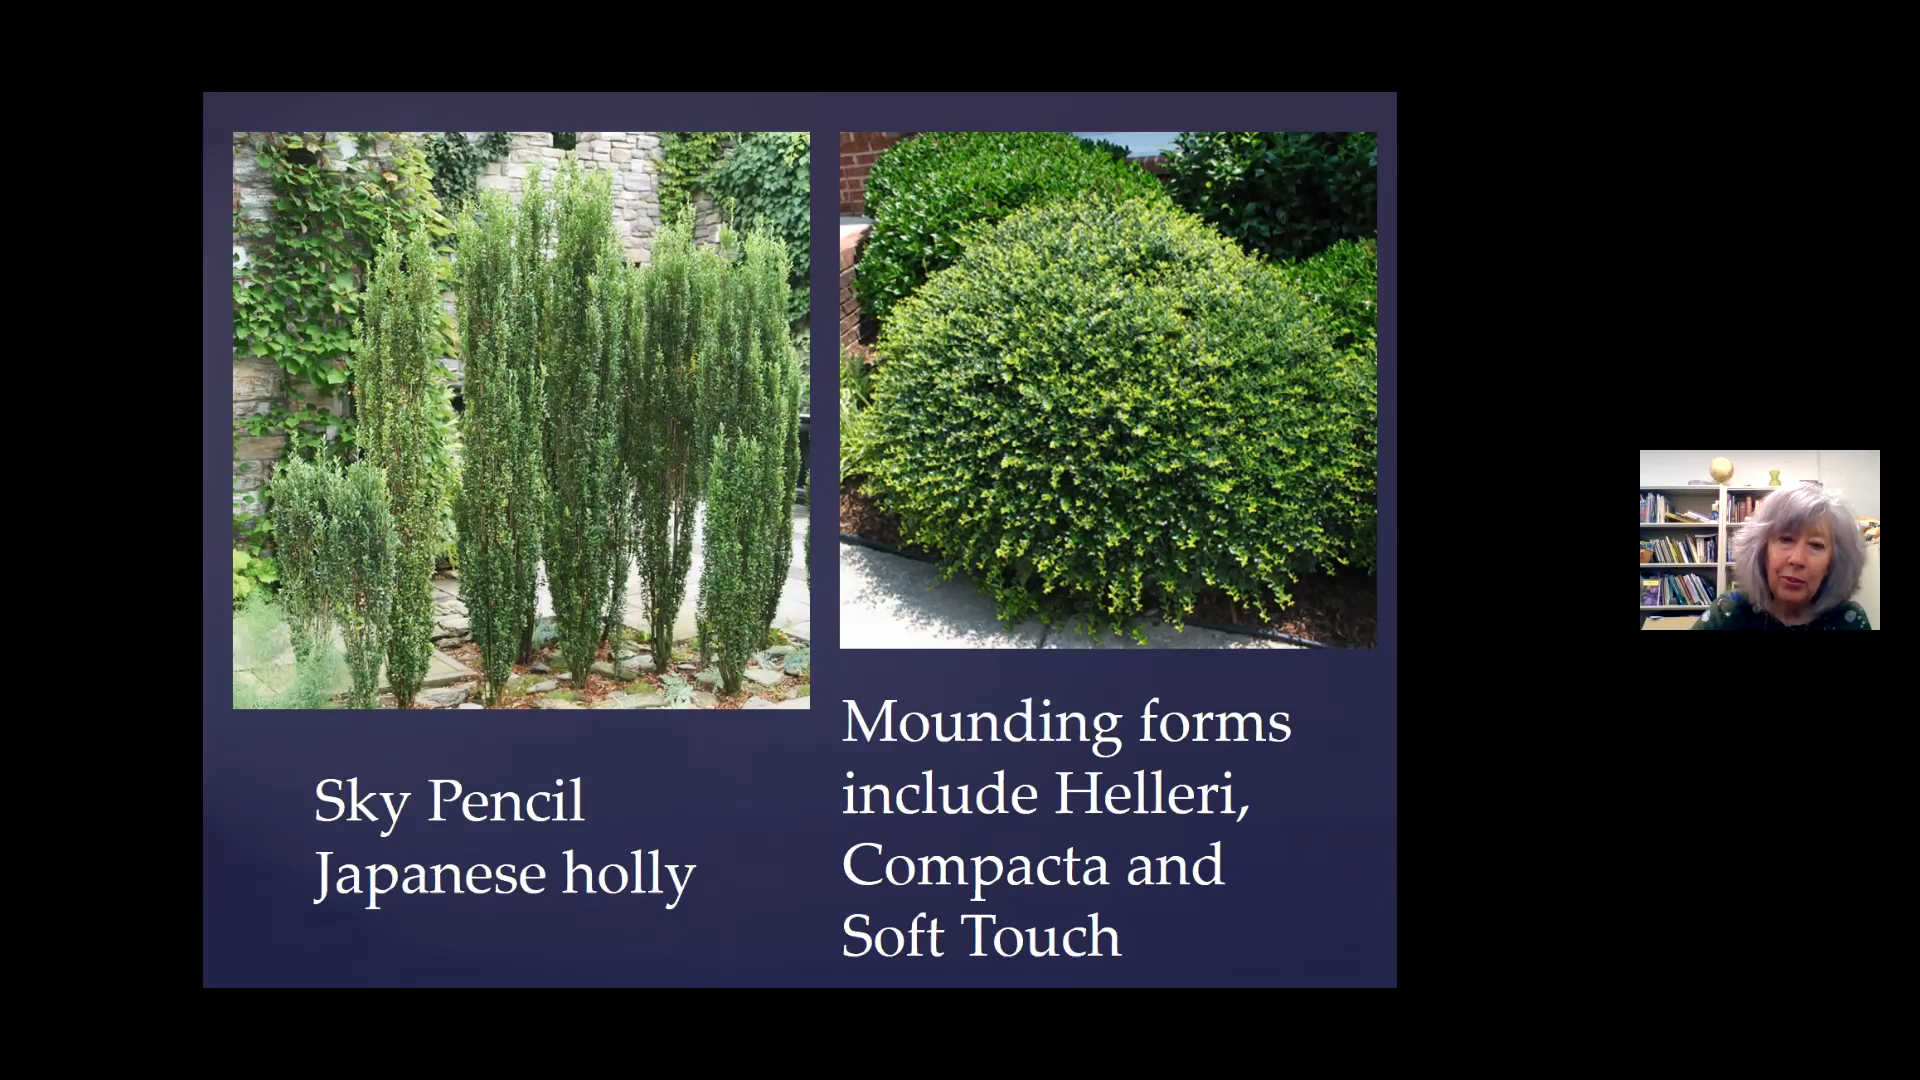 Sky Pencil
Japanese holly
Mounding forms
include Helleri,
Compacta and
Soft Touch